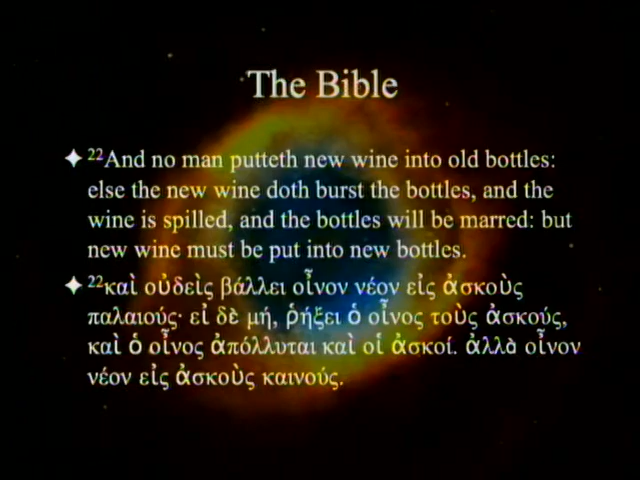 The Bible
²²And no man putteth new wine into old bottles:
else the new wine doth burst the bottles, and the
wine is spilled, and the bottles will be marred: but
new wine must be put into new bottles.
²²καὶ οὐδεὶς βάλλει οἶνον νέον εἰς ἀσκοὺς
παλαιούς· εἰ δὲ μή, ῥήξει ὁ οἶνος τοὺς ἀσκούς,
καὶ ὁ οἶνος ἀπόλλυται καὶ οἱ ἀσκοί. ἀλλὰ οἶνον
νέον εἰς ἀσκοὺς καινούς.